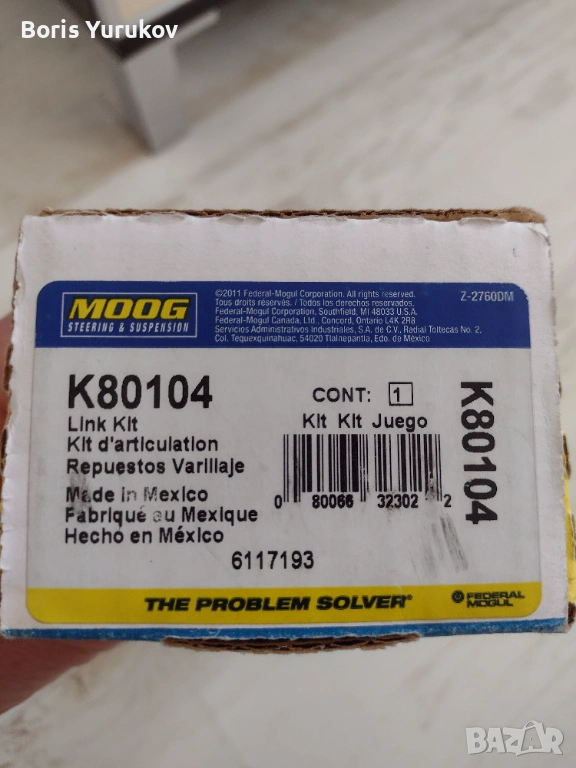 Boris Yurukov
MOOG
STEERING & SUSPENSION
©2011 Federal-Mogul Corporation. All rights reserved.
Tous droits réservés. / Todos los derechos reservados.
Federal-Mogul Corporation. Southfield, MI 48033 U.S.A.
Federal-Mogul Canada, Ltd., Concord, Ontario L4K 2R8
Servicios Administrativos Industriales, S.A. de C.V., Radial Toltecas No. 2,
Col. Tequexquinahuac, 54020 Tlalnepantla, Edo. de México
Z-2760DM
K80104
Link Kit
Kit d'articulation
Repuestos Varillaje
Made in Mexico
Fabriqué au Mexique
Hecho en México
6117193
CONT: 1
Kit Kit Juego
0 80066 32302 2
K80104
THE PROBLEM SOLVER®
FEDERAL
MOGUL
BAZAR